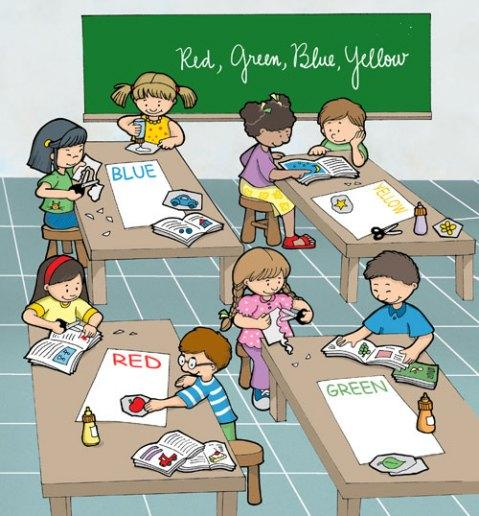 Red, Green, Blue, Yellow
BLUE
YELLOW
RED
GREEN